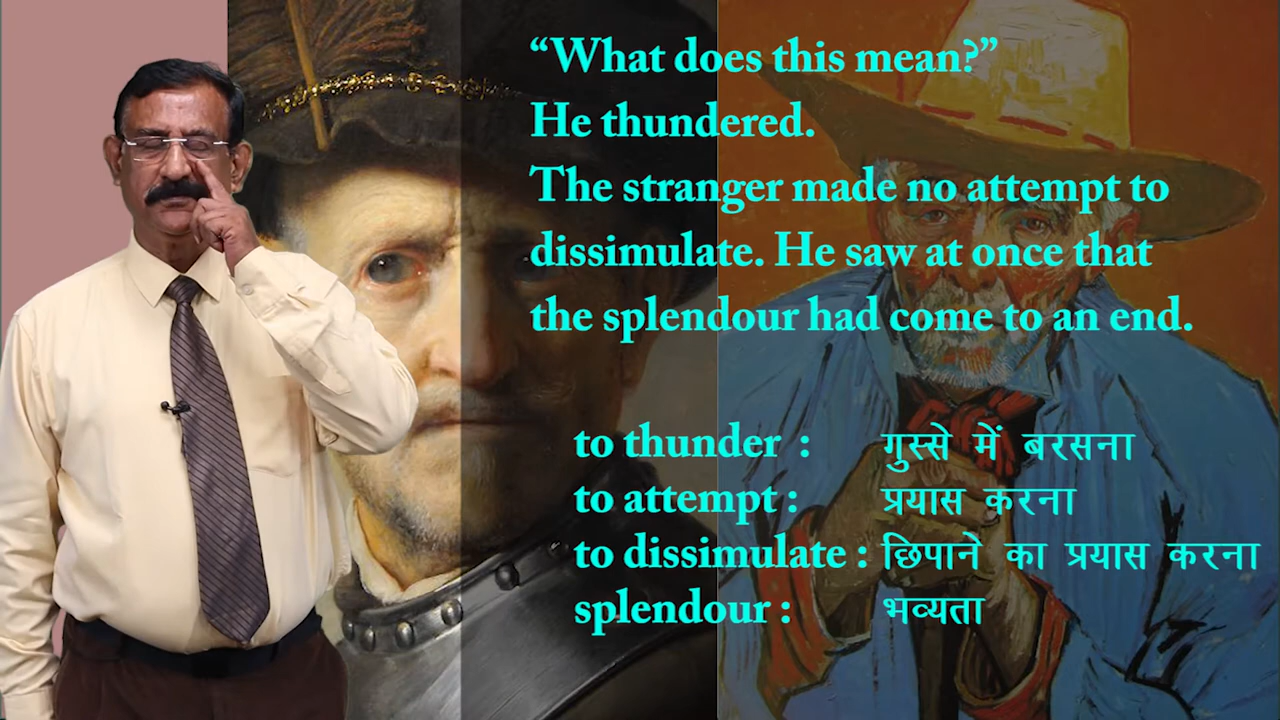 “What does this mean?”
He thundered.
The stranger made no attempt to
dissimulate. He saw at once that
the splendour had come to an end.
to thunder : गुस्से में बरसना
to attempt : प्रयास करना
to dissimulate : छिपाने का प्रयास करना
splendour : भव्यता